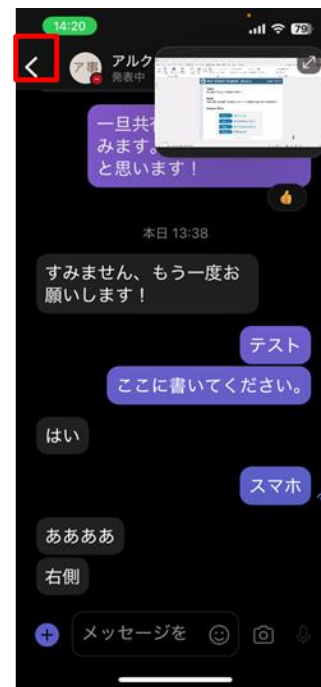 14:20
79
ア事
アルク
発表中
一旦共
みます。
と思います！
本日 13:38
すみません、もう一度お
願いします！
テスト
ここに書いてください。
はい
スマホ
ああああ
右側
メッセージを